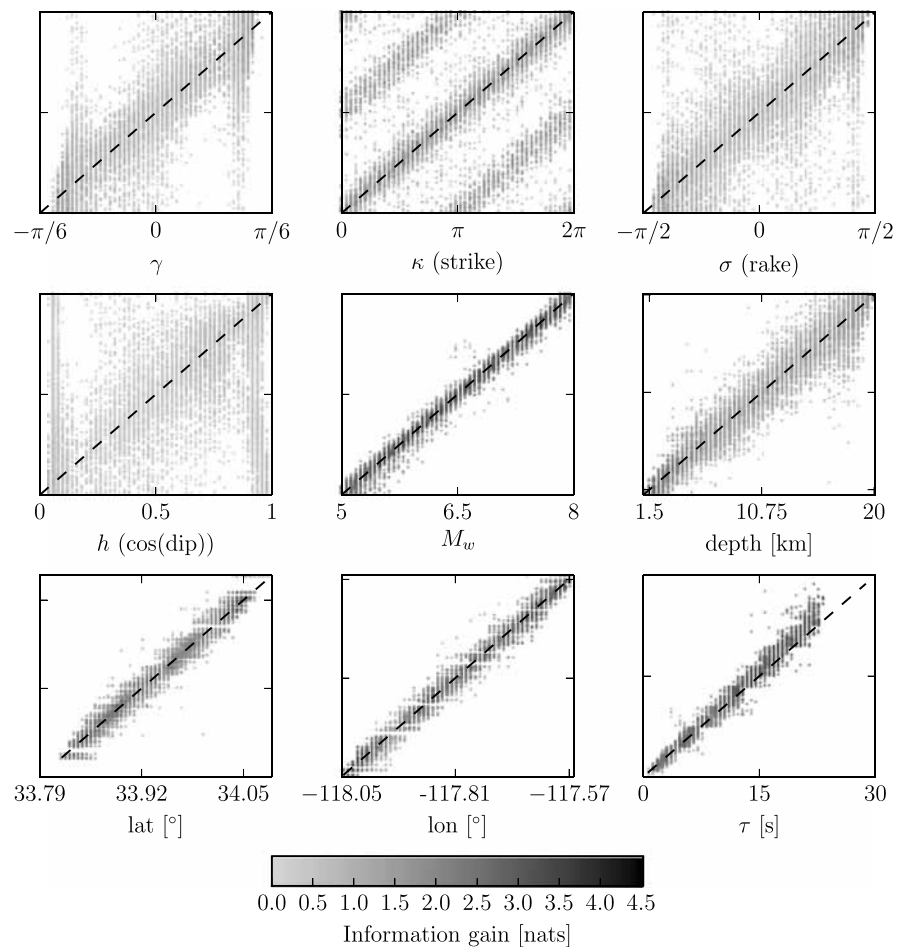 −π/6 0 π/6
γ
0 π 2π
κ (strike)
−π/2 0 π/2
σ (rake)
0 0.5 1
h (cos(dip))
5 6.5 8
M_w
1.5 10.75 20
depth [km]
33.79 33.92 34.05
lat [°]
−118.05 -117.81 −117.57
lon [°]
0 15 30
τ [s]
0.0 0.5 1.0 1.5 2.0 2.5 3.0 3.5 4.0 4.5
Information gain [nats]